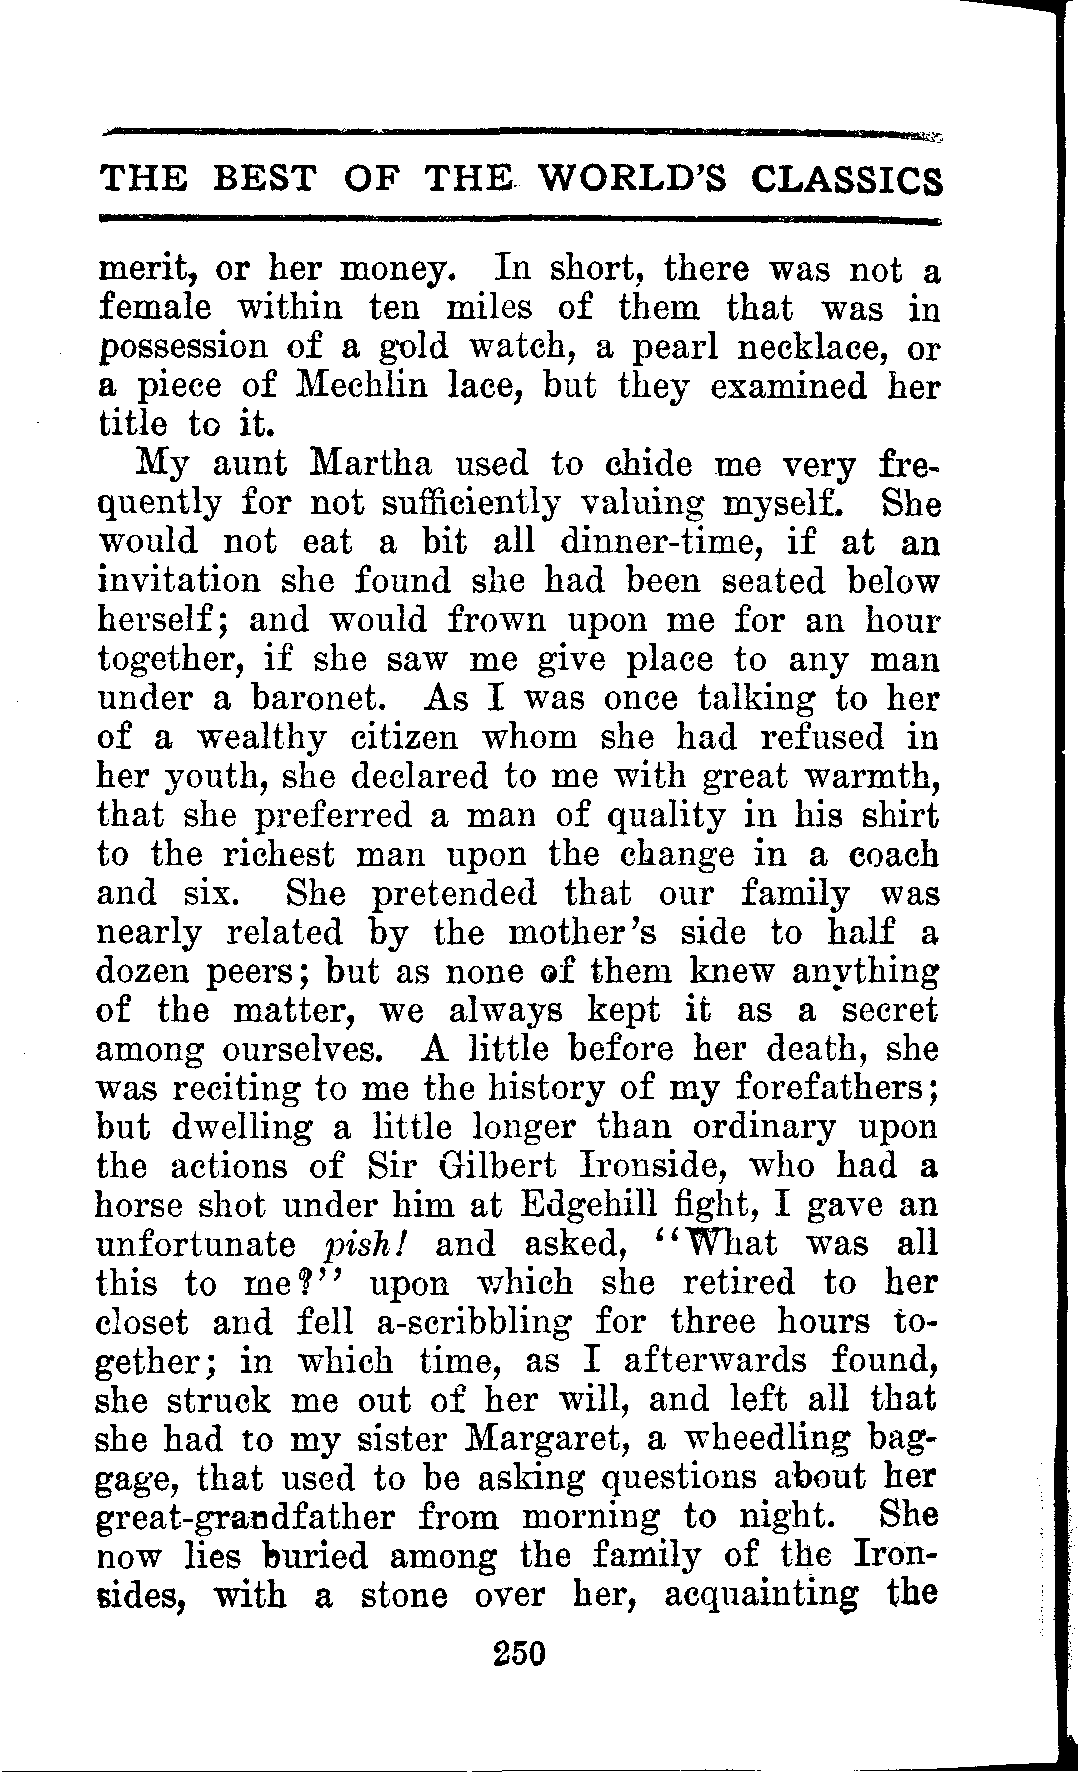 THE BEST OF THE WORLD'S CLASSICS
merit, or her money. In short, there was not a
female within ten miles of them that was in
possession of a gold watch, a pearl necklace, or
a piece of Mechlin lace, but they examined her
title to it.
My aunt Martha used to chide me very fre-
quently for not sufficiently valuing myself. She
would not eat a bit all dinner-time, if at an
invitation she found she had been seated below
herself; and would frown upon me for an hour
together, if she saw me give place to any man
under a baronet. As I was once talking to her
of a wealthy citizen whom she had refused in
her youth, she declared to me with great warmth,
that she preferred a man of quality in his shirt
to the richest man upon the change in a coach
and six. She pretended that our family was
nearly related by the mother's side to half a
dozen peers; but as none of them knew anything
of the matter, we always kept it as a secret
among ourselves. A little before her death, she
was reciting to me the history of my forefathers;
but dwelling a little longer than ordinary upon
the actions of Sir Gilbert Ironside, who had a
horse shot under him at Edgehill fight, I gave an
unfortunate pish! and asked, "What was all
this to me?" upon which she retired to her
closet and fell a-scribbling for three hours to-
gether; in which time, as I afterwards found,
she struck me out of her will, and left all that
she had to my sister Margaret, a wheedling bag-
gage, that used to be asking questions about her
great-grandfather from morning to night. She
now lies buried among the family of the Iron-
sides, with a stone over her, acquainting the
250